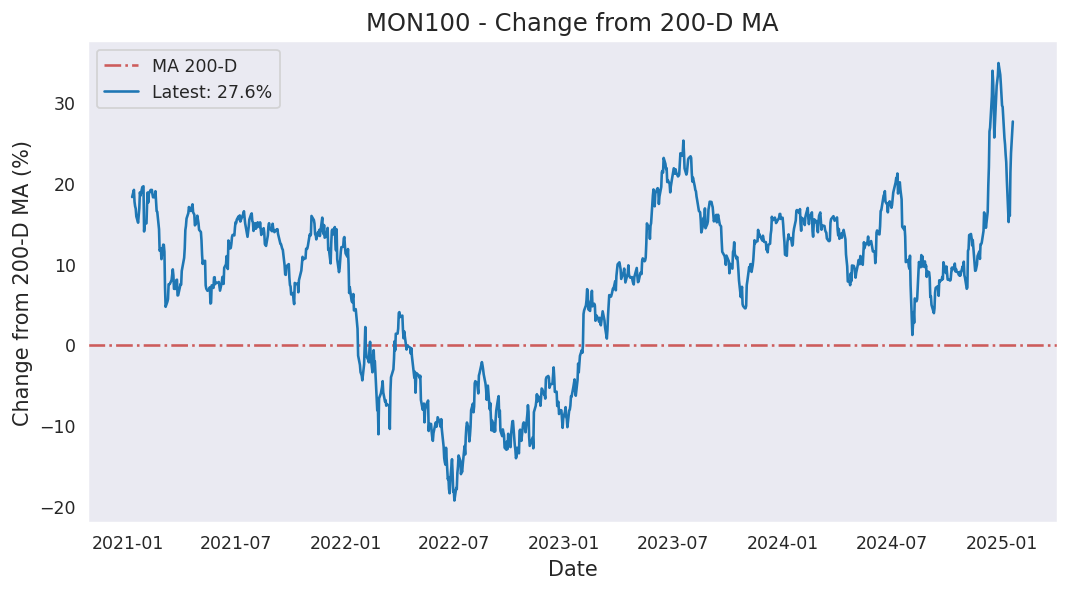 MON100 - Change from 200-D MA
MA 200-D
Latest: 27.6%
Change from 200-D MA (%)
30
20
10
0
−10
−20
2021-01 2021-07 2022-01 2022-07 2023-01 2023-07 2024-01 2024-07 2025-01
Date